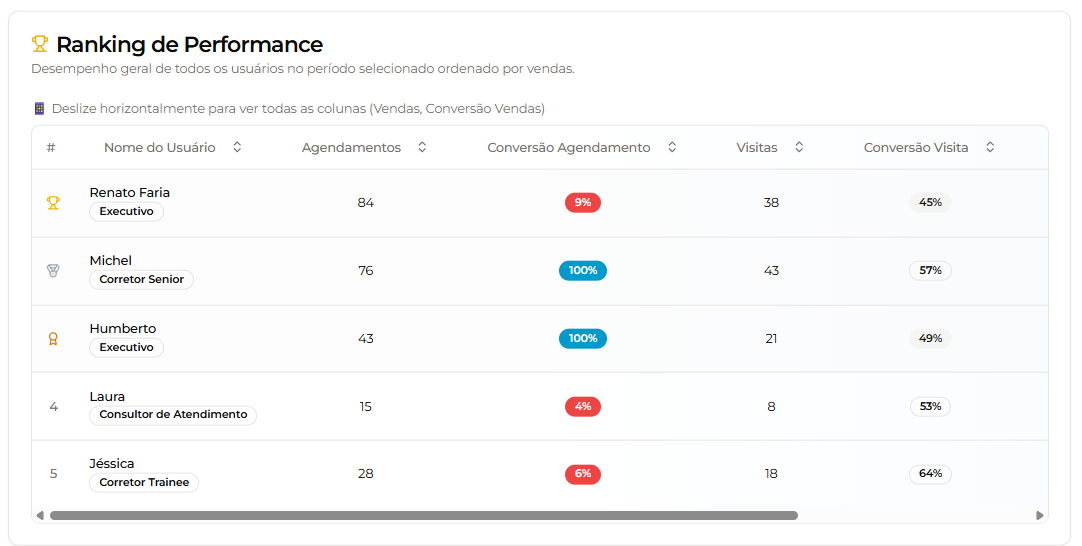 Ranking de Performance
Desempenho geral de todos os usuários no período selecionado ordenado por vendas.
Deslize horizontalmente para ver todas as colunas (Vendas, Conversão Vendas)
# Nome do Usuário Agendamentos Conversão Agendamento Visitas Conversão Visita
Renato Faria
Executivo
84 9% 38 45%
Michel
Corretor Senior
76 100% 43 57%
Humberto
Executivo
43 100% 21 49%
4 Laura
Consultor de Atendimento
15 4% 8 53%
5 Jéssica
Corretor Trainee
28 6% 18 64%